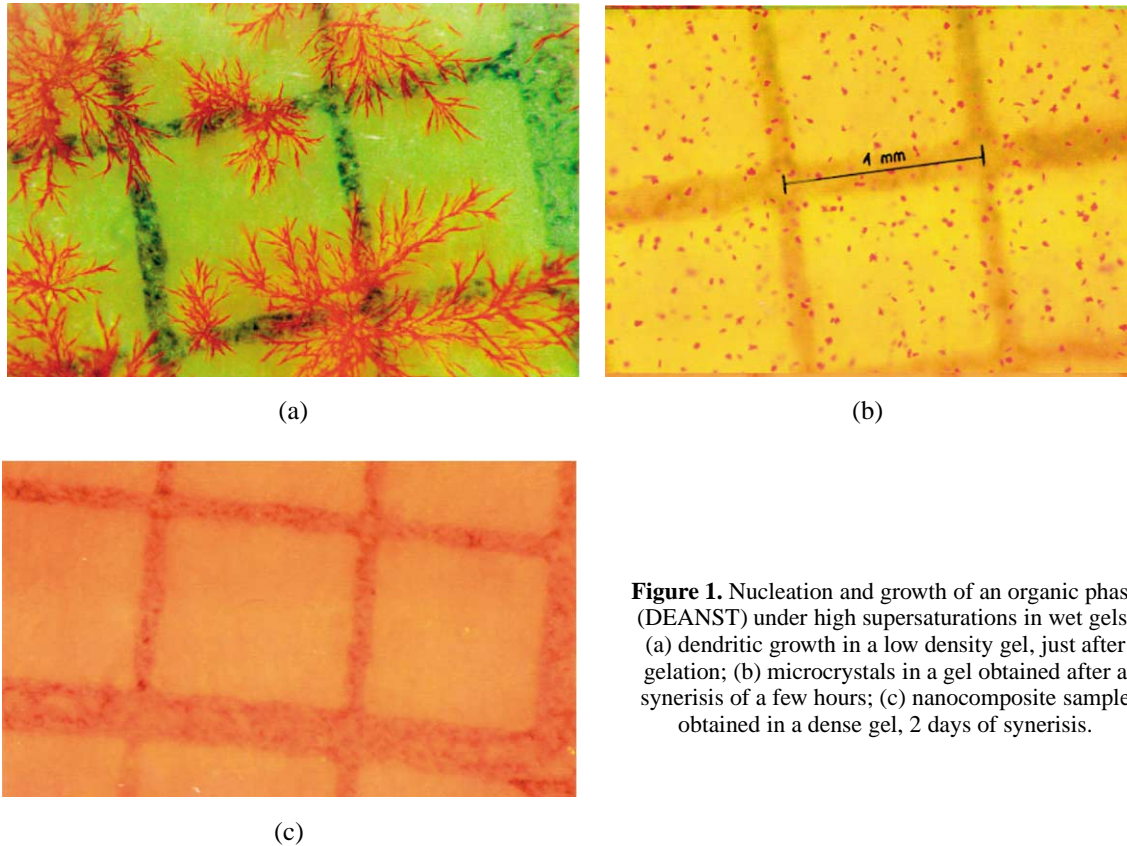 1 mm
(a)
(b)
Figure 1. Nucleation and growth of an organic phas
(DEANST) under high supersaturations in wet gels
(a) dendritic growth in a low density gel, just after
gelation; (b) microcrystals in a gel obtained after a
synerisis of a few hours; (c) nanocomposite sample
obtained in a dense gel, 2 days of synerisis.
(c)